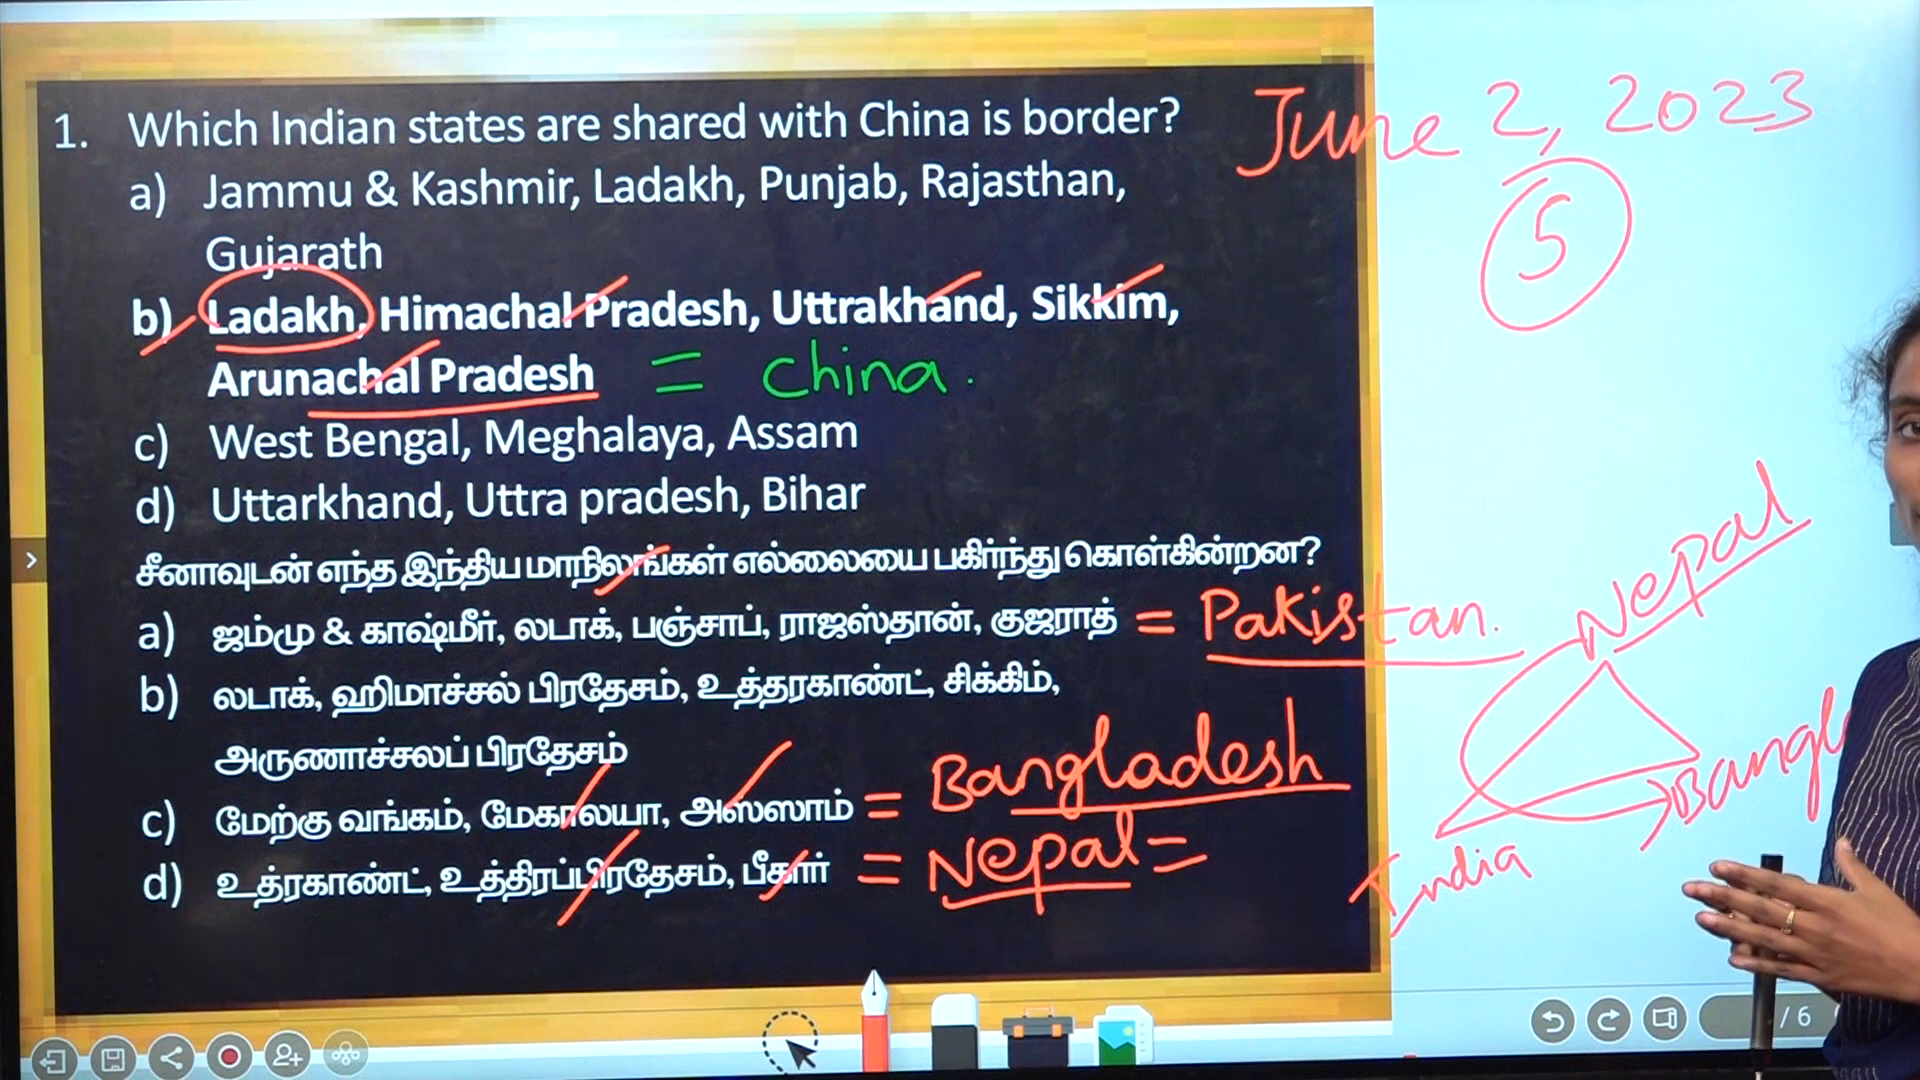 June 2, 2023
5
1. Which Indian states are shared with China is border?
a) Jammu & Kashmir, Ladakh, Punjab, Rajasthan,
Gujarath
b) Ladakh, Himachal Pradesh, Uttrakhand, Sikkim,
Arunachal Pradesh = China.
c) West Bengal, Meghalaya, Assam
d) Uttarkhand, Uttra pradesh, Bihar
சீனாவுடன் எந்த இந்திய மாநிலங்கள் எல்லையை பகிர்ந்து கொள்கின்றன?
a) ஜம்மு & காஷ்மீர், லடாக், பஞ்சாப், ராஜஸ்தான், குஜராத் = Pakistan.
b) லடாக், ஹிமாச்சல் பிரதேசம், உத்தரகாண்ட், சிக்கிம்,
அருணாச்சலப் பிரதேசம்
c) மேற்கு வங்கம், மேகாலயா, அஸ்ஸாம் = Bangladesh
d) உத்ரகாண்ட், உத்திரப்பிரதேசம், பீகார் = Nepal =
Nepal
Bangl
India
/ 6